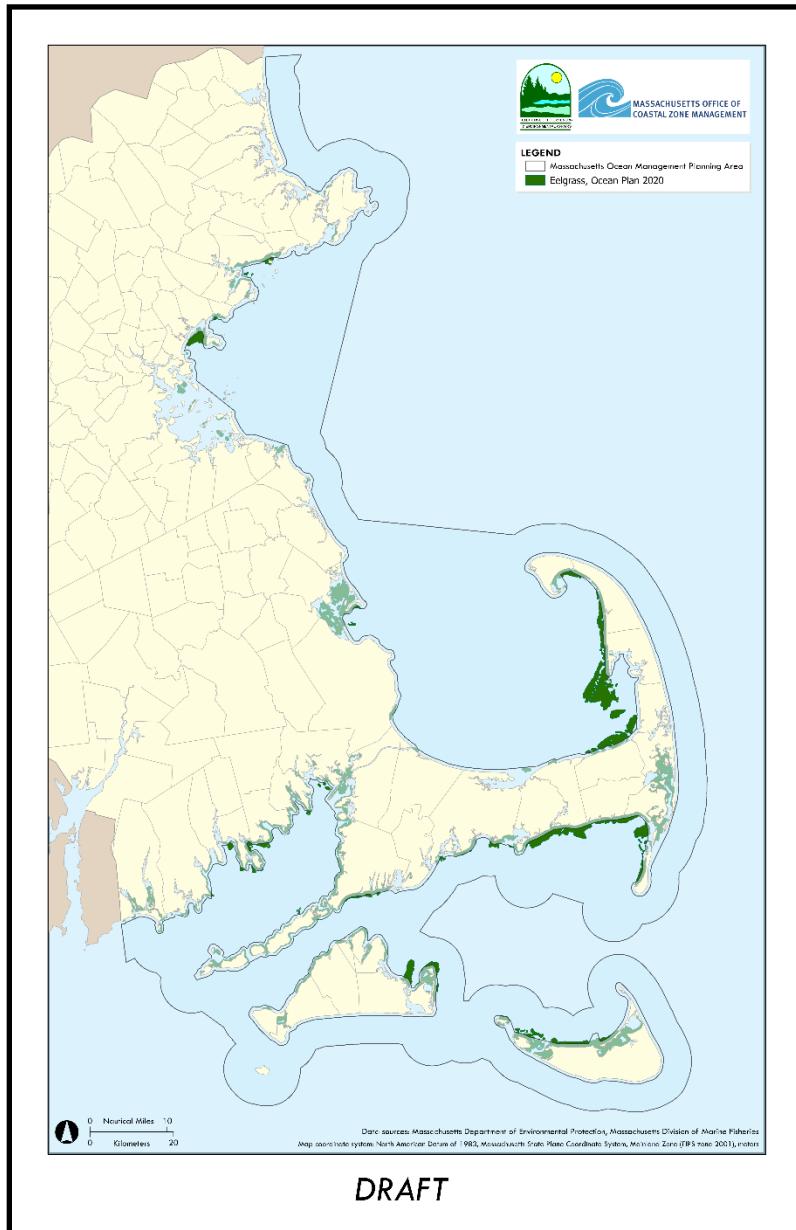 MASSACHUSETTS OFFICE OF
COASTAL ZONE MANAGEMENT
LEGEND
Massachusetts Ocean Management Planning Area
Eelgrass, Ocean Plan 2020
0 Nautical Miles 10
0 Kilometers 20
Data sources: Massachusetts Department of Environmental Protection, Massachusetts Division of Marine Fisheries
Map coordinate system: North American Datum of 1983, Massachusetts State Plane Coordinate System, Mainland Zone (FIPS zone 2001), meters
DRAFT